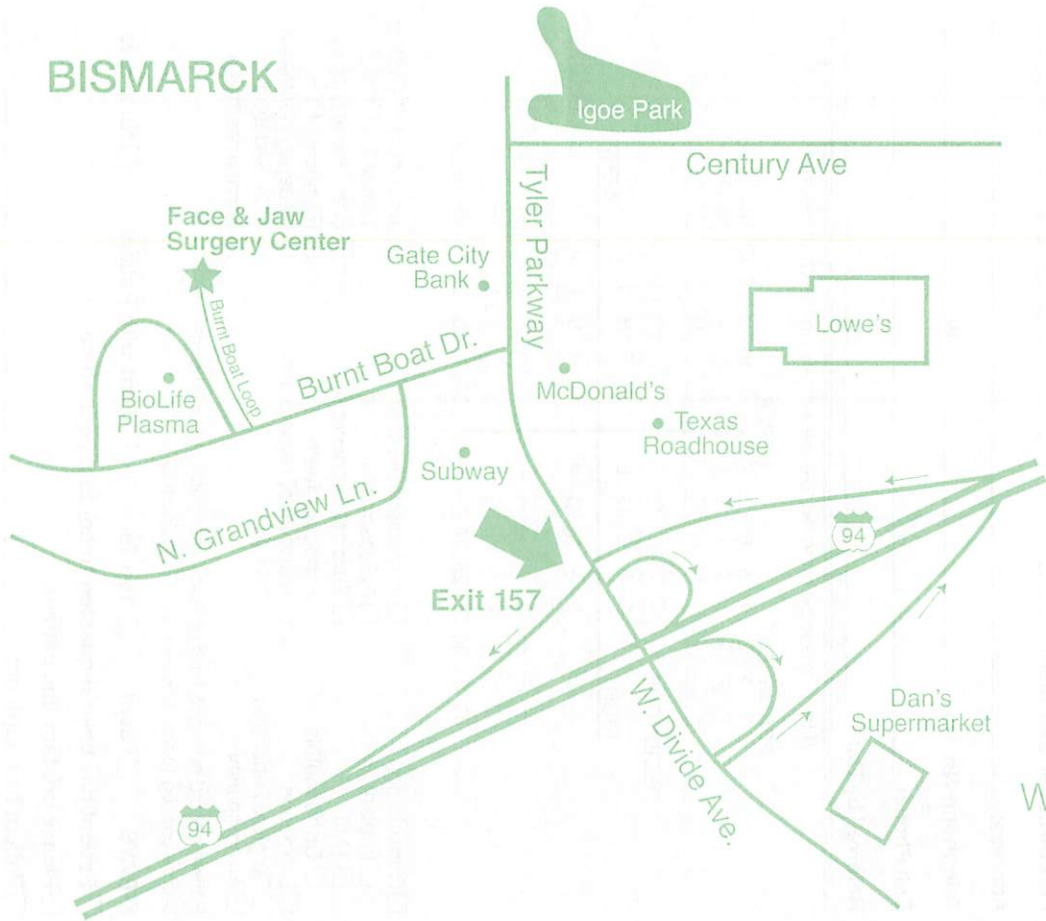 BISMARCK
Igoe Park
Century Ave
Tyler Parkway
Face & Jaw
Surgery Center
Gate City
Bank
Burnt Boat Loop
Burnt Boat Dr.
Lowe's
McDonald's
BioLife
Plasma
Texas
Roadhouse
Subway
N. Grandview Ln.
94
Exit 157
W. Divide Ave.
Dan's
Supermarket
W
94